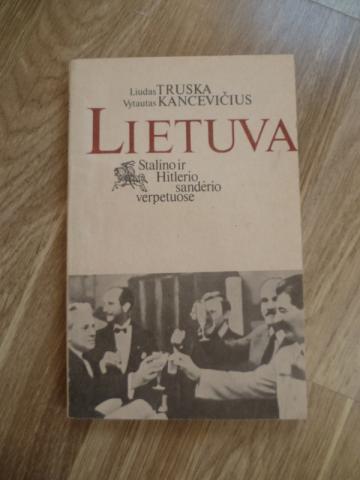 Liudas TRUSKA
Vytautas KANCEVIČIUS
LIETUVA
Stalino ir
Hitlerio
sandėrio
verpetuose